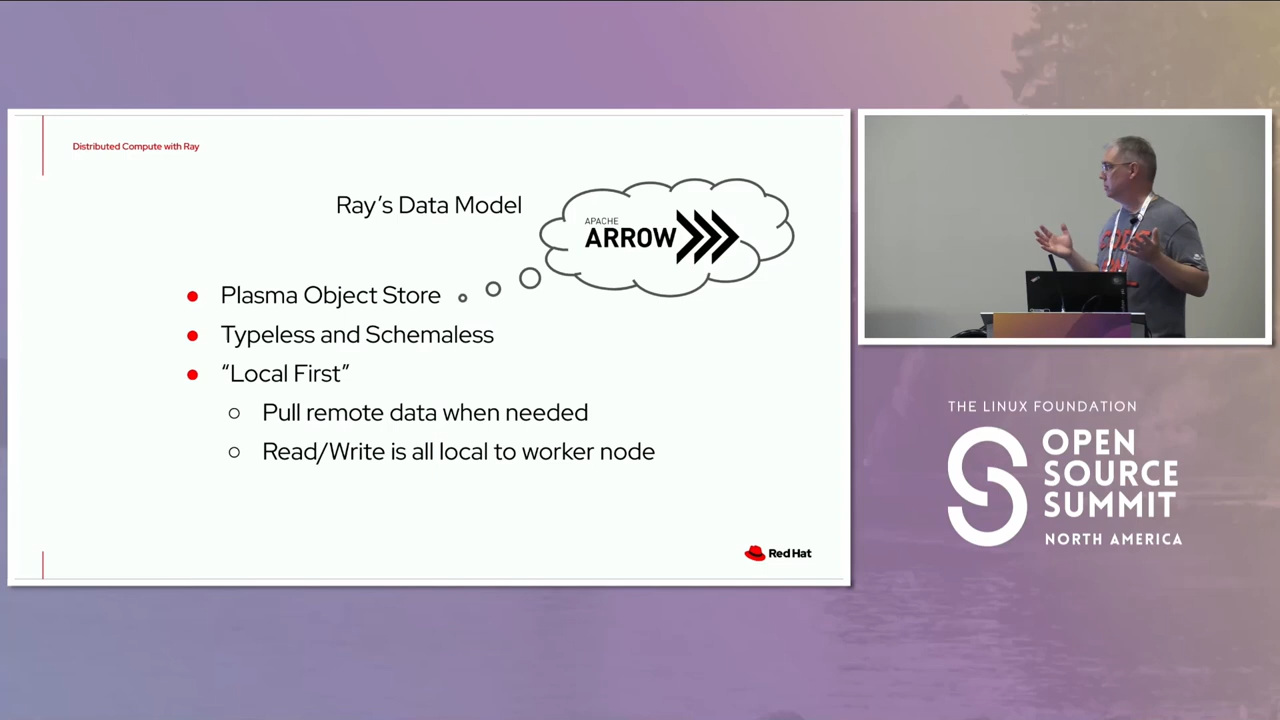 Distributed Compute with Ray
Ray's Data Model
APACHE
ARROW
Plasma Object Store
Typeless and Schemaless
“Local First”
Pull remote data when needed
Read/Write is all local to worker node
Red Hat
THE LINUX FOUNDATION
OPEN
SOURCE
SUMMIT
NORTH AMERICA